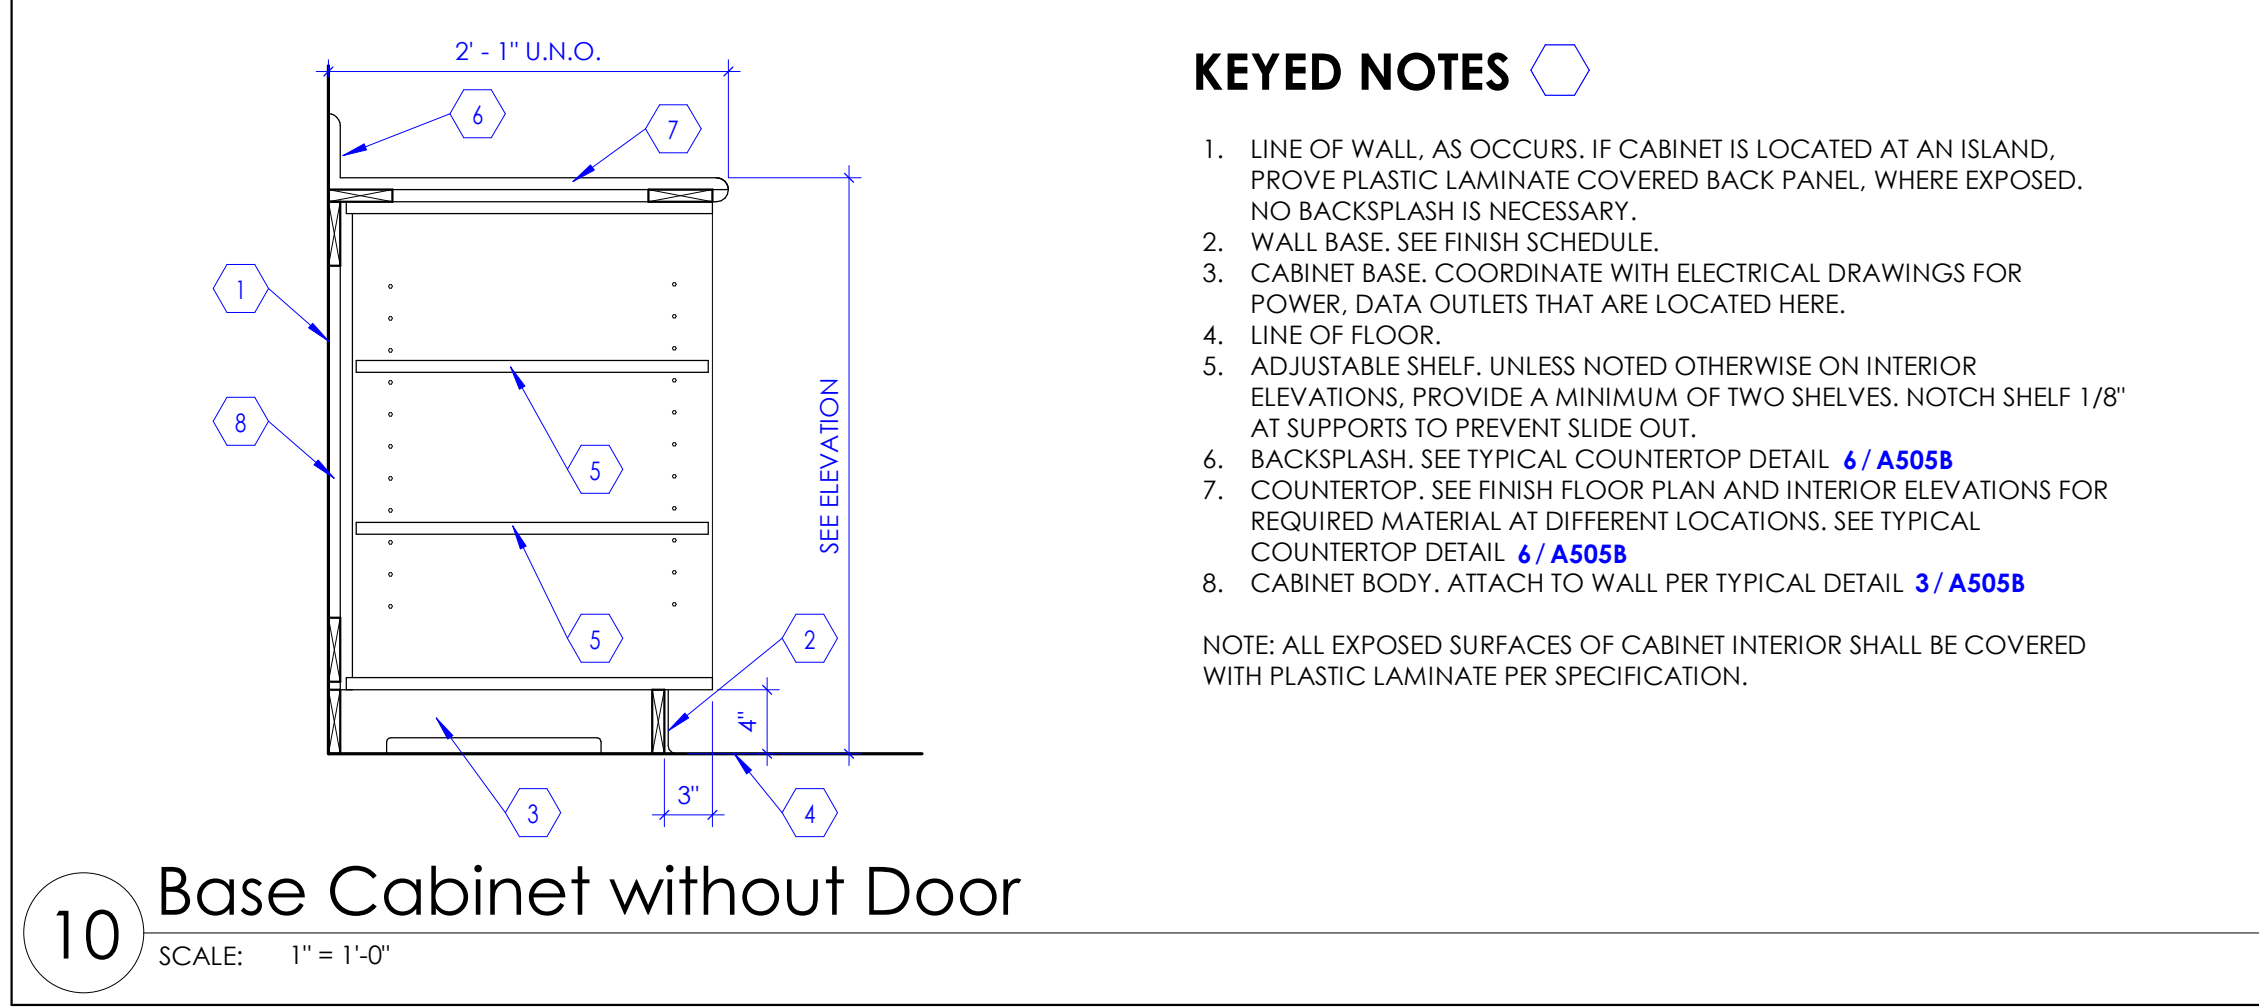 2' - 1" U.N.O.
6
7
1
8
5
5
SEE ELEVATION
2
4"
3"
3
4
KEYED NOTES
1. LINE OF WALL, AS OCCURS. IF CABINET IS LOCATED AT AN ISLAND,
PROVE PLASTIC LAMINATE COVERED BACK PANEL, WHERE EXPOSED.
NO BACKSPLASH IS NECESSARY.
2. WALL BASE. SEE FINISH SCHEDULE.
3. CABINET BASE. COORDINATE WITH ELECTRICAL DRAWINGS FOR
POWER, DATA OUTLETS THAT ARE LOCATED HERE.
4. LINE OF FLOOR.
5. ADJUSTABLE SHELF. UNLESS NOTED OTHERWISE ON INTERIOR
ELEVATIONS, PROVIDE A MINIMUM OF TWO SHELVES. NOTCH SHELF 1/8"
AT SUPPORTS TO PREVENT SLIDE OUT.
6. BACKSPLASH. SEE TYPICAL COUNTERTOP DETAIL 6 / A505B
7. COUNTERTOP. SEE FINISH FLOOR PLAN AND INTERIOR ELEVATIONS FOR
REQUIRED MATERIAL AT DIFFERENT LOCATIONS. SEE TYPICAL
COUNTERTOP DETAIL 6 / A505B
8. CABINET BODY. ATTACH TO WALL PER TYPICAL DETAIL 3 / A505B
NOTE: ALL EXPOSED SURFACES OF CABINET INTERIOR SHALL BE COVERED
WITH PLASTIC LAMINATE PER SPECIFICATION.
10
Base Cabinet without Door
SCALE: 1" = 1'-0"